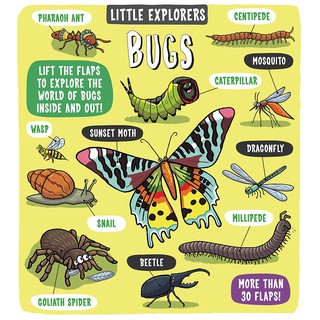 LITTLE EXPLORERS
BUGS
PHARAOH ANT
CENTIPEDE
MOSQUITO
LIFT THE FLAPS
TO EXPLORE THE
WORLD OF BUGS
INSIDE AND OUT!
CATERPILLAR
WASP
SUNSET MOTH
DRAGONFLY
SNAIL
MILLIPEDE
BEETLE
GOLIATH SPIDER
MORE THAN
30 FLAPS!